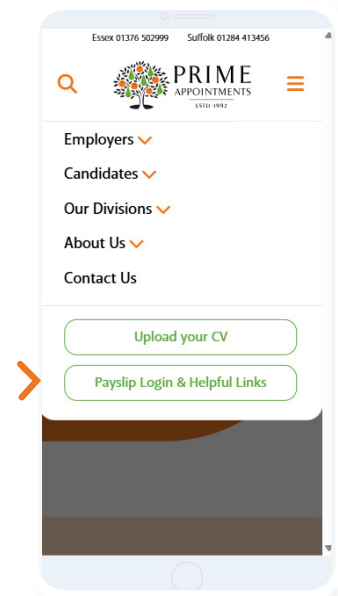 Essex 01376 502999 Suffolk 01284 413456
PRIME
APPOINTMENTS
ESTD 1992
Employers
Candidates
Our Divisions
About Us
Contact Us
Upload your CV
Payslip Login & Helpful Links